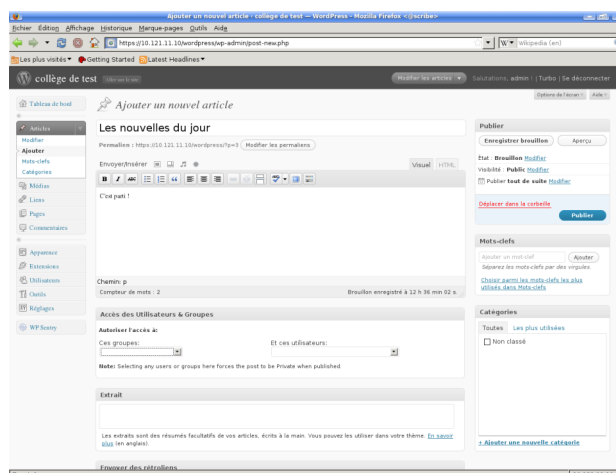 Ajouter un nouvel article ‹ college de test — WordPress - Mozilla Firefox <@scribe>
Fichier Édition Affichage Historique Marque-pages Outils Aide
https://10.121.11.10/wordpress/wp-admin/post-new.php
Wikipedia (en)
Les plus visités Getting Started Latest Headlines
collège de test
Modifier les articles
Salutations, admin ! | Turbo | Se déconnecter
Options de l'écran Aide
Tableau de bord
Ajouter un nouvel article
Articles
Modifier
Ajouter
Mots-clefs
Catégories
Médias
Liens
Pages
Commentaires
Apparence
Extensions
Utilisateurs
Outils
Réglages
WP Sentry
Les nouvelles du jour
Permalien : https://10.121.11.10/wordpress/?p=3 Modifier les permaliens
Envoyer/Insérer
Visuel HTML
B I ABC
C'est parti !
Chemin: p
Compteur de mots : 2
Brouillon enregistré à 12 h 36 min 02 s.
Accès des Utilisateurs & Groupes
Autoriser l'accès à:
Ces groupes: Et ces utilisateurs:
Note: Selecting any users or groups here forces the post to be Private when published.
Extrait
Les extraits sont des résumés facultatifs de vos articles, écrits à la main. Vous pouvez les utiliser dans votre thème. En savoir
plus (en anglais).
Envoyer des rétroliens
Publier
Enregistrer brouillon Aperçu
État : Brouillon Modifier
Visibilité : Public Modifier
Publier tout de suite Modifier
Déplacer dans la corbeille
Publier
Mots-clefs
Ajouter un mot-clef Ajouter
Séparez les mots-clefs par des virgules.
Choisir parmi les mots-clefs les plus
utilisés dans Mots-clefs
Catégories
Toutes Les plus utilisées
Non classé
+ Ajouter une nouvelle catégorie